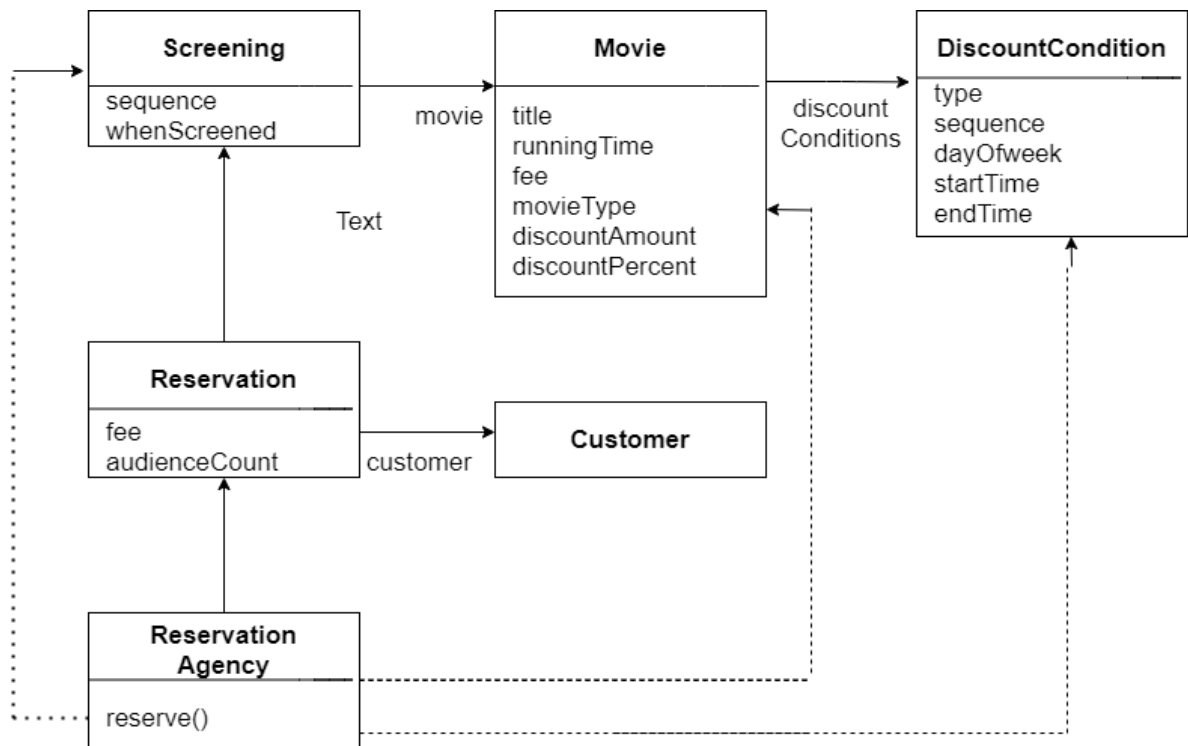 Screening
sequence
whenScreened
movie
Movie
title
runningTime
fee
movieType
discountAmount
discountPercent
discount
Conditions
DiscountCondition
type
sequence
dayOfweek
startTime
endTime
Text
Reservation
fee
audienceCount
customer
Customer
Reservation
Agency
reserve()